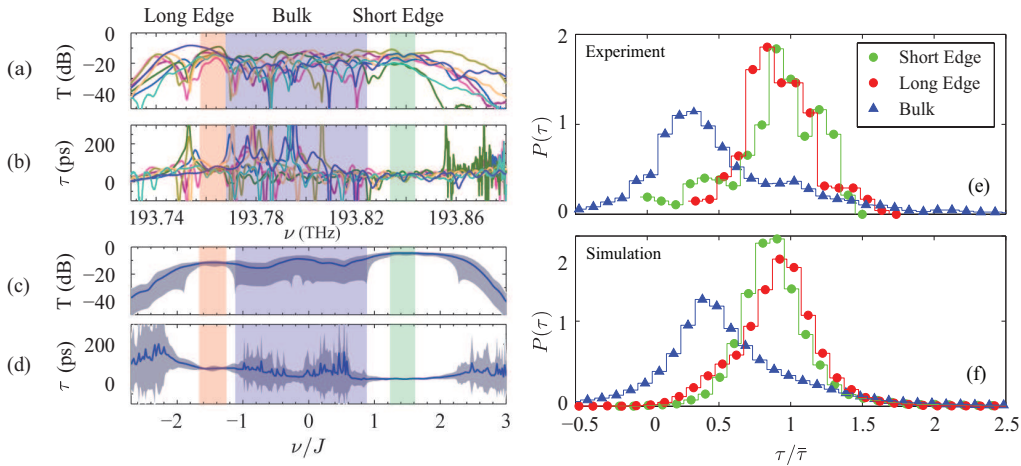 Long Edge Bulk Short Edge
(a) T (dB) 0 −20 −40
(b) τ (ps) 200 0
193.74 193.78 193.82 193.86
ν (THz)
(c) T (dB) 0 −20 −40
(d) τ (ps) 200 0
−2 −1 0 1 2 3
ν/J
Experiment
Short Edge
Long Edge
Bulk
P(τ) 2 1 0
(e)
Simulation
P(τ) 2 1 0
(f)
−0.5 0 0.5 1 1.5 2.0 2.5
τ/τ̄